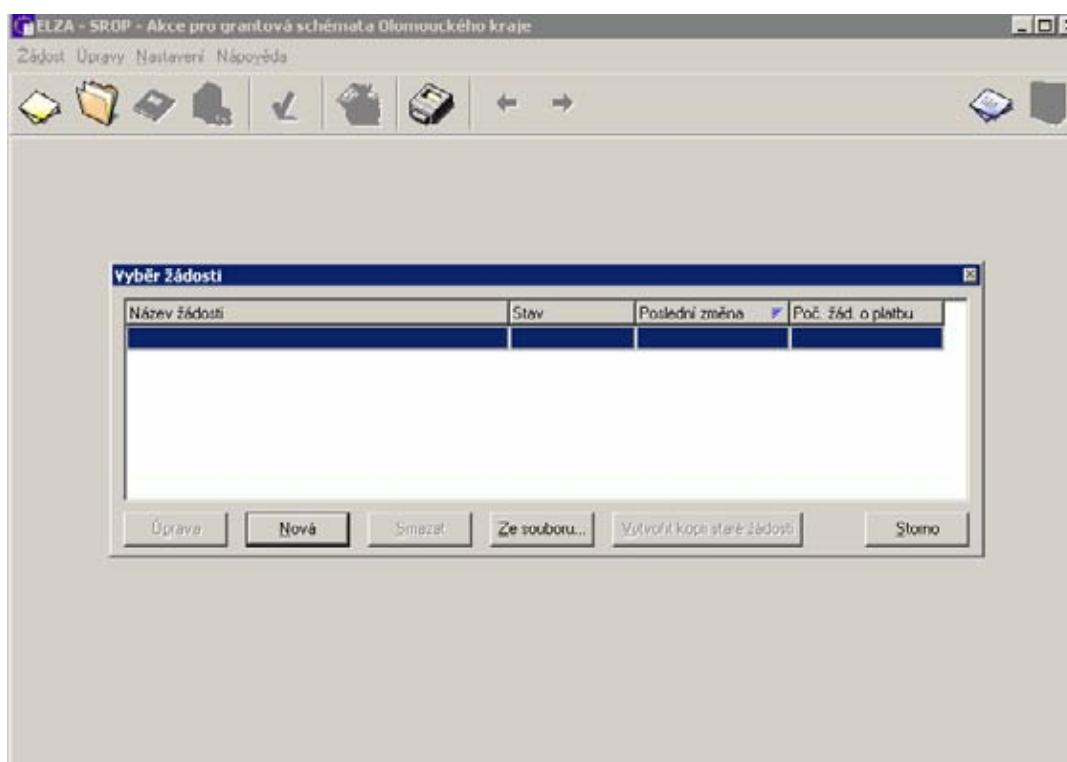 ELZA - SROP - Akce pro grantová schémata Olomouckého kraje
Žádost Úpravy Nastavení Nápověda
Výběr žádosti
Název žádosti Stav Poslední změna Poč. žád. o platbu
Úprava Nová Smazat Ze souboru... Vytvořit kopii staré žádosti Storno